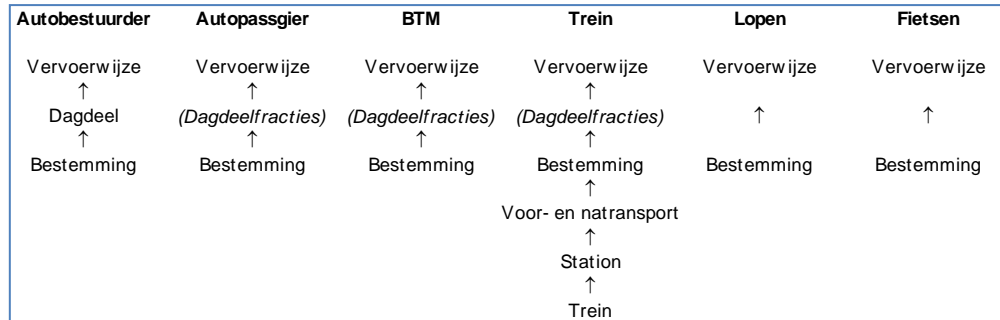 Autobestuurder Autopassgier BTM Trein Lopen Fietsen
Vervoerwijze Vervoerwijze Vervoerwijze Vervoerwijze Vervoerwijze Vervoerwijze
↑ ↑ ↑ ↑
Dagdeel (Dagdeelfracties) (Dagdeelfracties) (Dagdeelfracties) ↑ ↑
↑ ↑ ↑ ↑
Bestemming Bestemming Bestemming Bestemming Bestemming Bestemming
↑
Voor- en natransport
↑
Station
↑
Trein